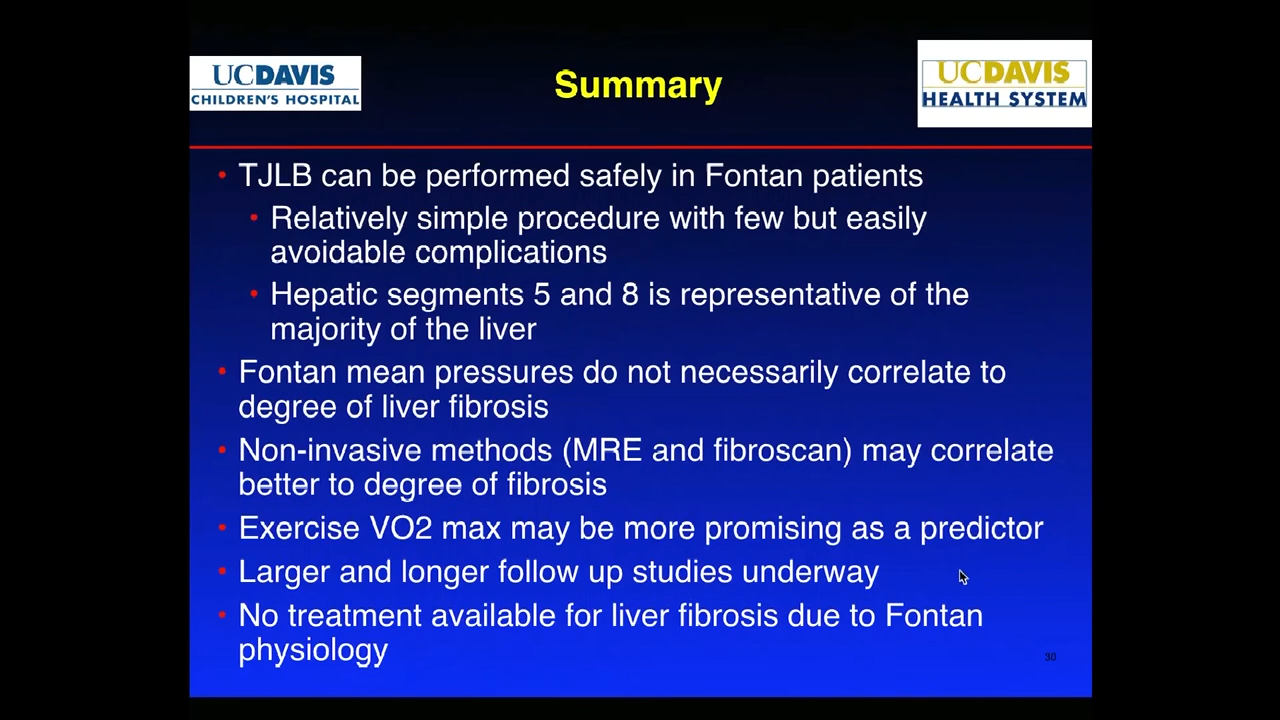 UCDAVIS
CHILDREN'S HOSPITAL
Summary
UCDAVIS
HEALTH SYSTEM
• TJLB can be performed safely in Fontan patients
• Relatively simple procedure with few but easily
avoidable complications
• Hepatic segments 5 and 8 is representative of the
majority of the liver
• Fontan mean pressures do not necessarily correlate to
degree of liver fibrosis
• Non-invasive methods (MRE and fibroscan) may correlate
better to degree of fibrosis
• Exercise VO2 max may be more promising as a predictor
• Larger and longer follow up studies underway
• No treatment available for liver fibrosis due to Fontan
physiology
30